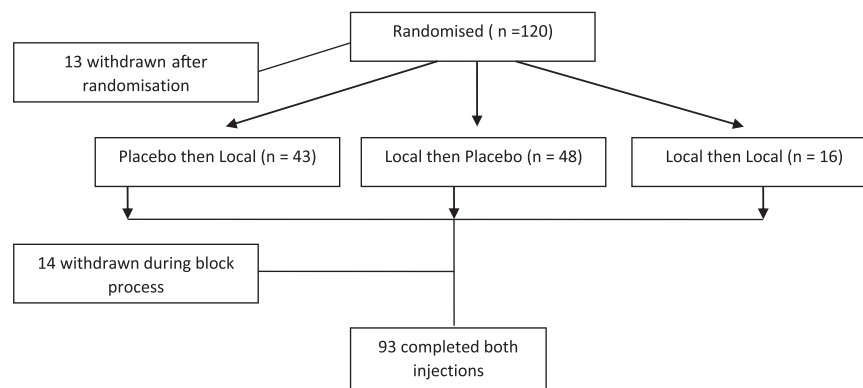 Randomised ( n =120)
13 withdrawn after
randomisation
Placebo then Local (n = 43)
Local then Placebo (n = 48)
Local then Local (n = 16)
14 withdrawn during block
process
93 completed both
injections